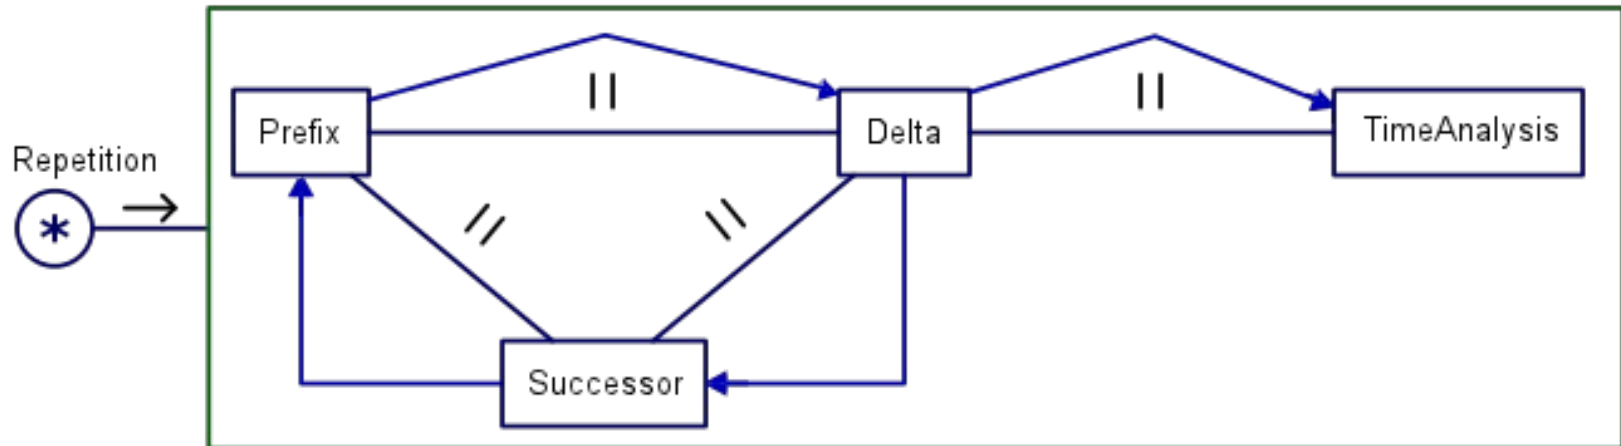 Repetition
*
→
Prefix
||
Delta
||
TimeAnalysis
||
||
Successor